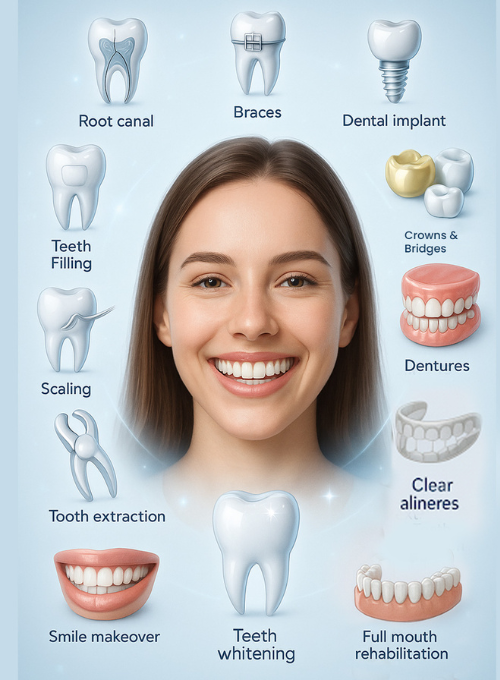 Root canal
Braces
Dental implant
Teeth
Filling
Crowns &
Bridges
Scaling
Dentures
Clear
alineres
Tooth extraction
Smile makeover
Teeth
whitening
Full mouth
rehabilitation